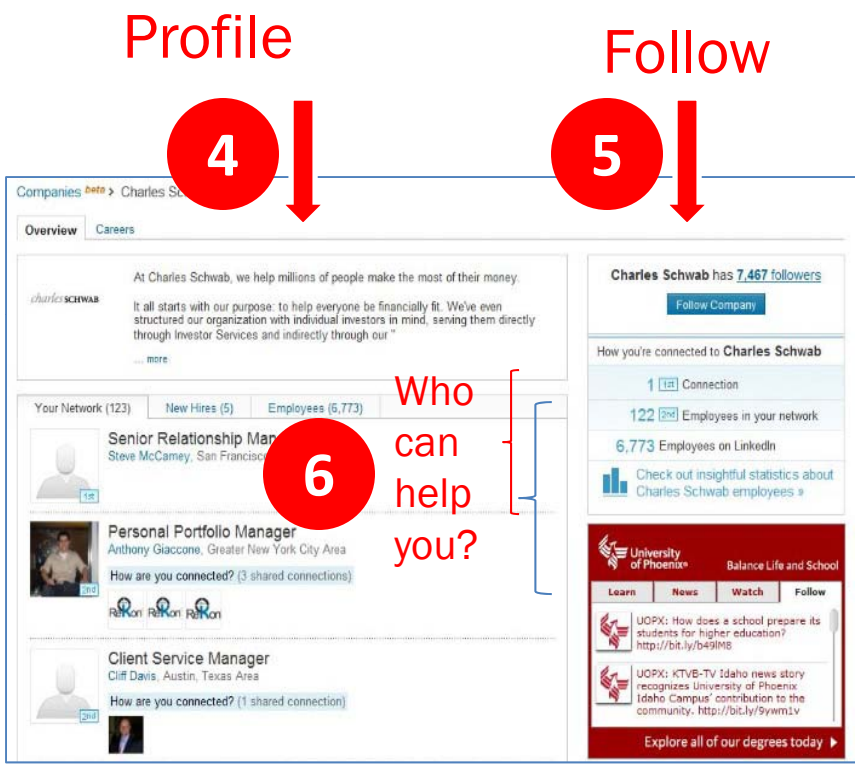 Profile
Follow
4
5
Companies beta > Charles Sc
Overview Careers
charles SCHWAB
At Charles Schwab, we help millions of people make the most of their money.
It all starts with our purpose: to help everyone be financially fit. We've even
structured our organization with individual investors in mind, serving them directly
through Investor Services and indirectly through our "
... more
Charles Schwab has 7,467 followers
Follow Company
How you're connected to Charles Schwab
1 1st Connection
122 2nd Employees in your network
6,773 Employees on LinkedIn
Check out insightful statistics about
Charles Schwab employees »
Your Network (123) New Hires (5) Employees (6,773)
Who
can
help
you?
6
Senior Relationship Man
Steve McCamey, San Francisc
1st
Personal Portfolio Manager
Anthony Giaccone, Greater New York City Area
2nd
How are you connected? (3 shared connections)
ReKon ReKon ReKon
Client Service Manager
Cliff Davis, Austin, Texas Area
2nd
How are you connected? (1 shared connection)
University
of Phoenix®
Balance Life and School
Learn News Watch Follow
UOPX: How does a school prepare its
students for higher education?
http://bit.ly/b49lM8
UOPX: KTVB-TV Idaho news story
recognizes University of Phoenix
Idaho Campus' contribution to the
community. http://bit.ly/9ywm1v
Explore all of our degrees today